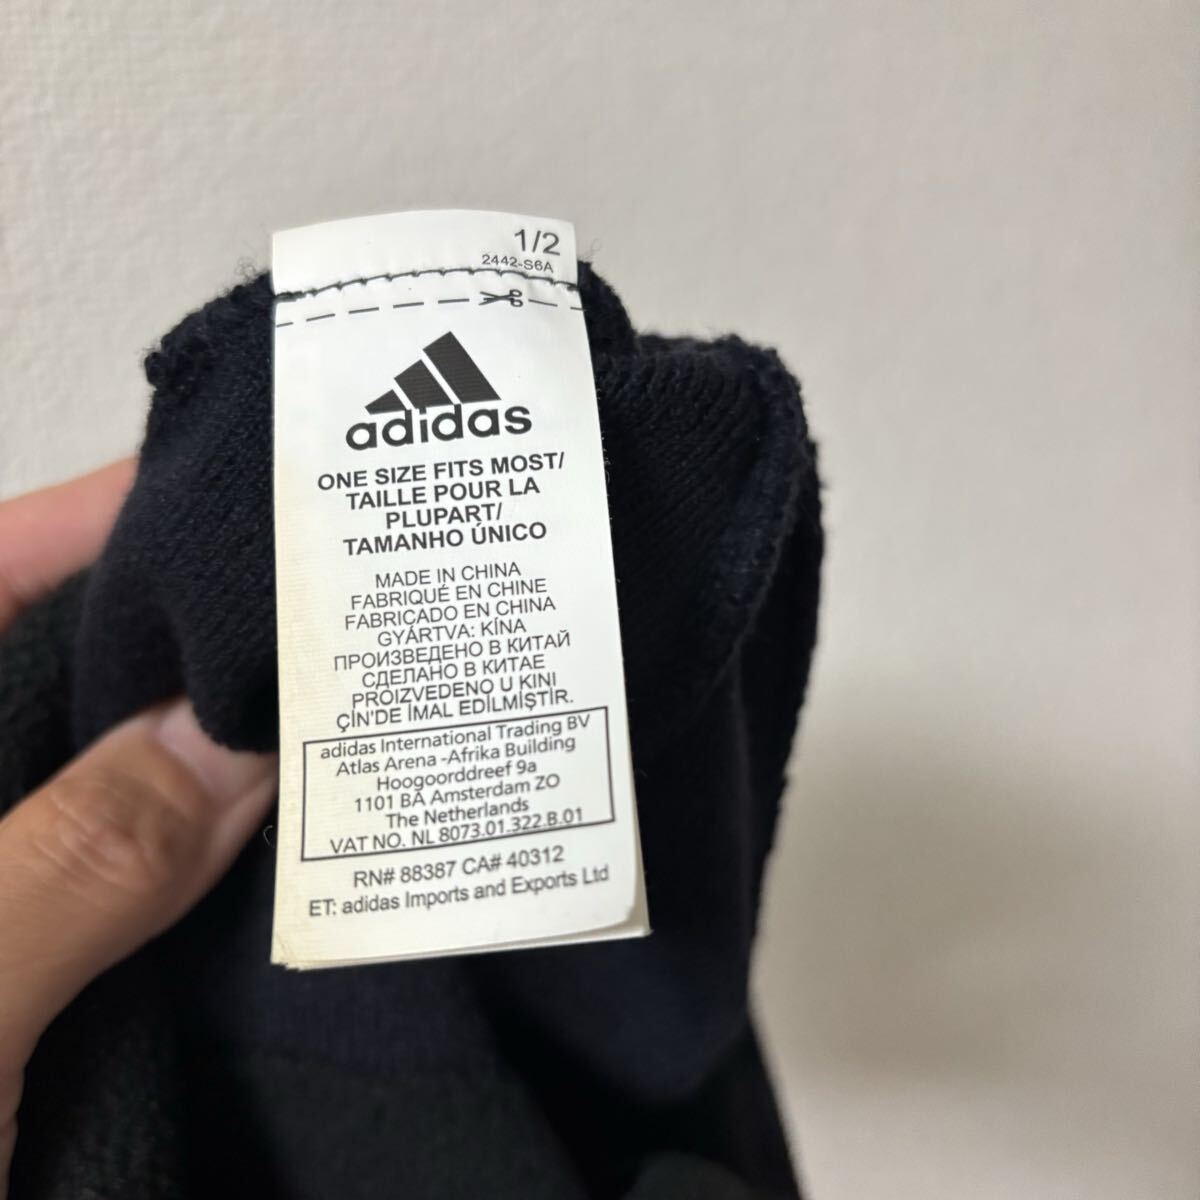 1/2
2442-S6A
adidas
ONE SIZE FITS MOST/
TAILLE POUR LA
PLUPART/
TAMANHO ÚNICO
MADE IN CHINA
FABRIQUÉ EN CHINE
FABRICADO EN CHINA
GYÁRTVA: KÍNA
ПРОИЗВЕДЕНО В КИТАЙ
СДЕЛАНО В КИТАЕ
PROIZVEDENO U KINI
ÇİN'DE İMAL EDİLMİŞTİR.
adidas International Trading BV
Atlas Arena -Afrika Building
Hoogoorddreef 9a
1101 BA Amsterdam ZO
The Netherlands
VAT NO. NL 8073.01.322.B.01
RN# 88387 CA# 40312
ET: adidas Imports and Exports Ltd